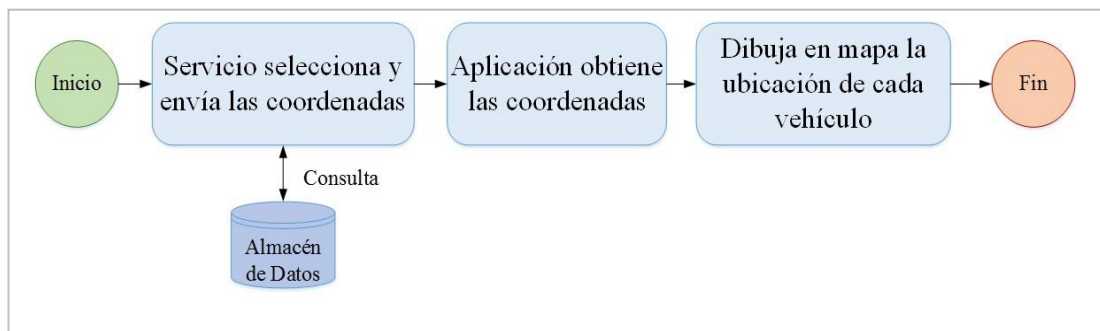 Inicio
Servicio selecciona y
envía las coordenadas
Aplicación obtiene
las coordenadas
Dibuja en mapa la
ubicación de cada
vehículo
Fin
Consulta
Almacén
de Datos